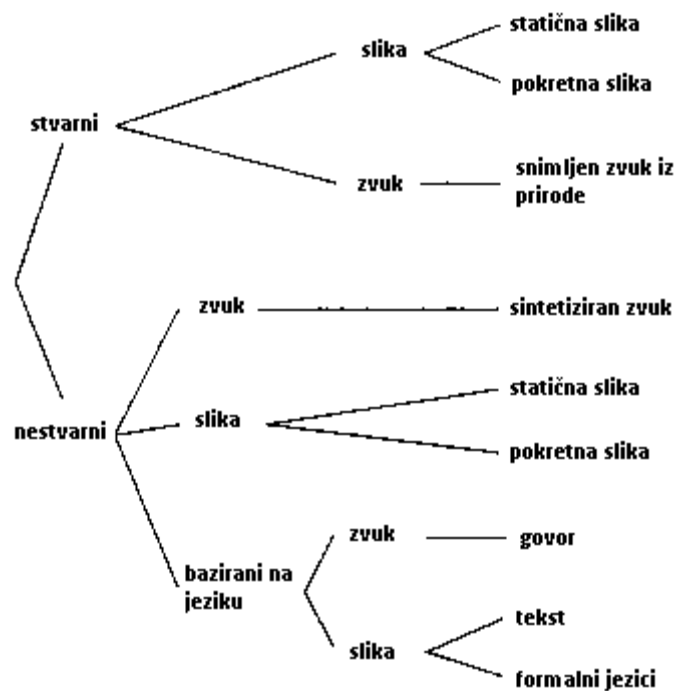 statična slika
slika
pokretna slika
stvarni
snimljen zvuk iz
prirode
zvuk
zvuk
sintetiziran zvuk
statična slika
slika
nestvarni
pokretna slika
zvuk
govor
bazirani na
jeziku
tekst
slika
formalni jezici